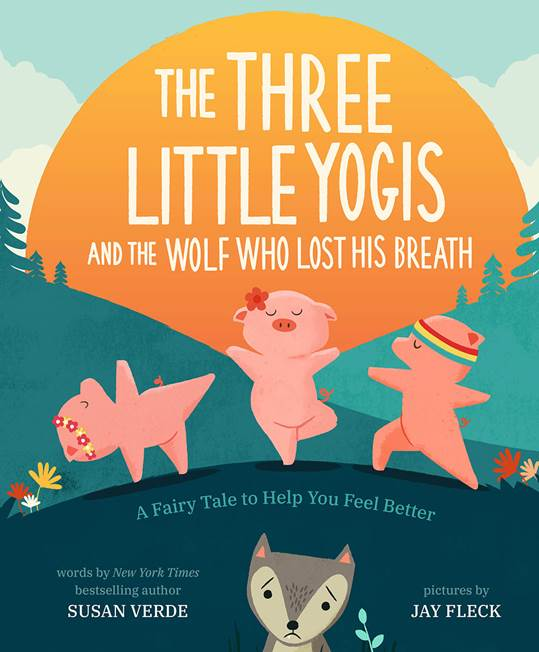 THE THREE
LITTLE YOGIS
AND THE WOLF WHO LOST HIS BREATH
A Fairy Tale to Help You Feel Better
words by New York Times
bestselling author
SUSAN VERDE
pictures by
JAY FLECK